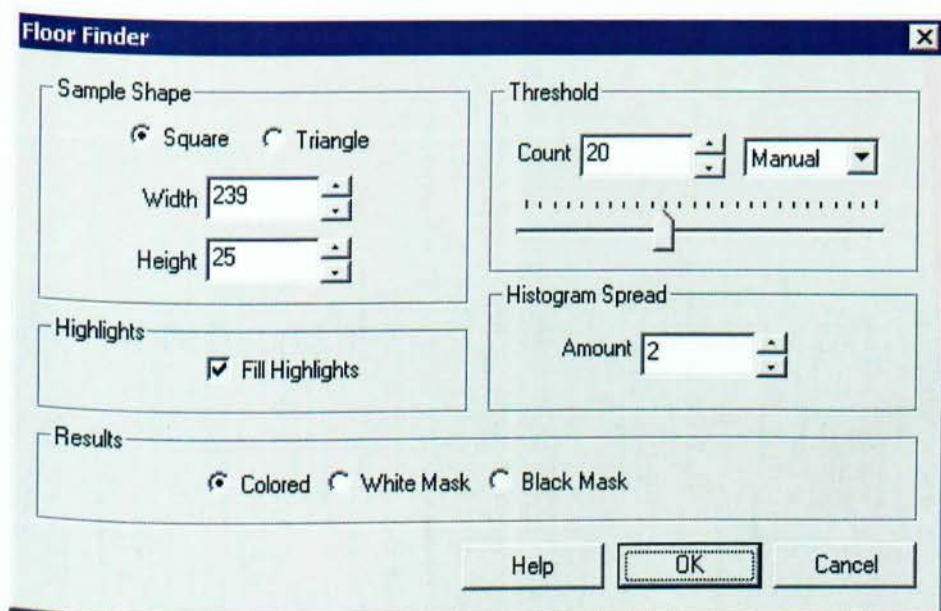 Floor Finder
Sample Shape
Square Triangle
Width 239
Height 25
Threshold
Count 20 Manual
Highlights
Fill Highlights
Histogram Spread
Amount 2
Results
Colored White Mask Black Mask
Help OK Cancel